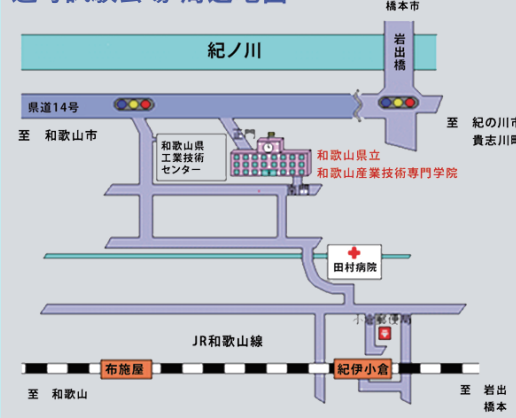 橋本市
岩出橋
紀ノ川
県道14号
至 和歌山市
至 紀の川市
貴志川町
正門
和歌山県
工業技術
センター
和歌山県立
和歌山産業技術専門学院
田村病院
小倉郵便局
JR和歌山線
布施屋
紀伊小倉
至 和歌山
至 岩出
橋本